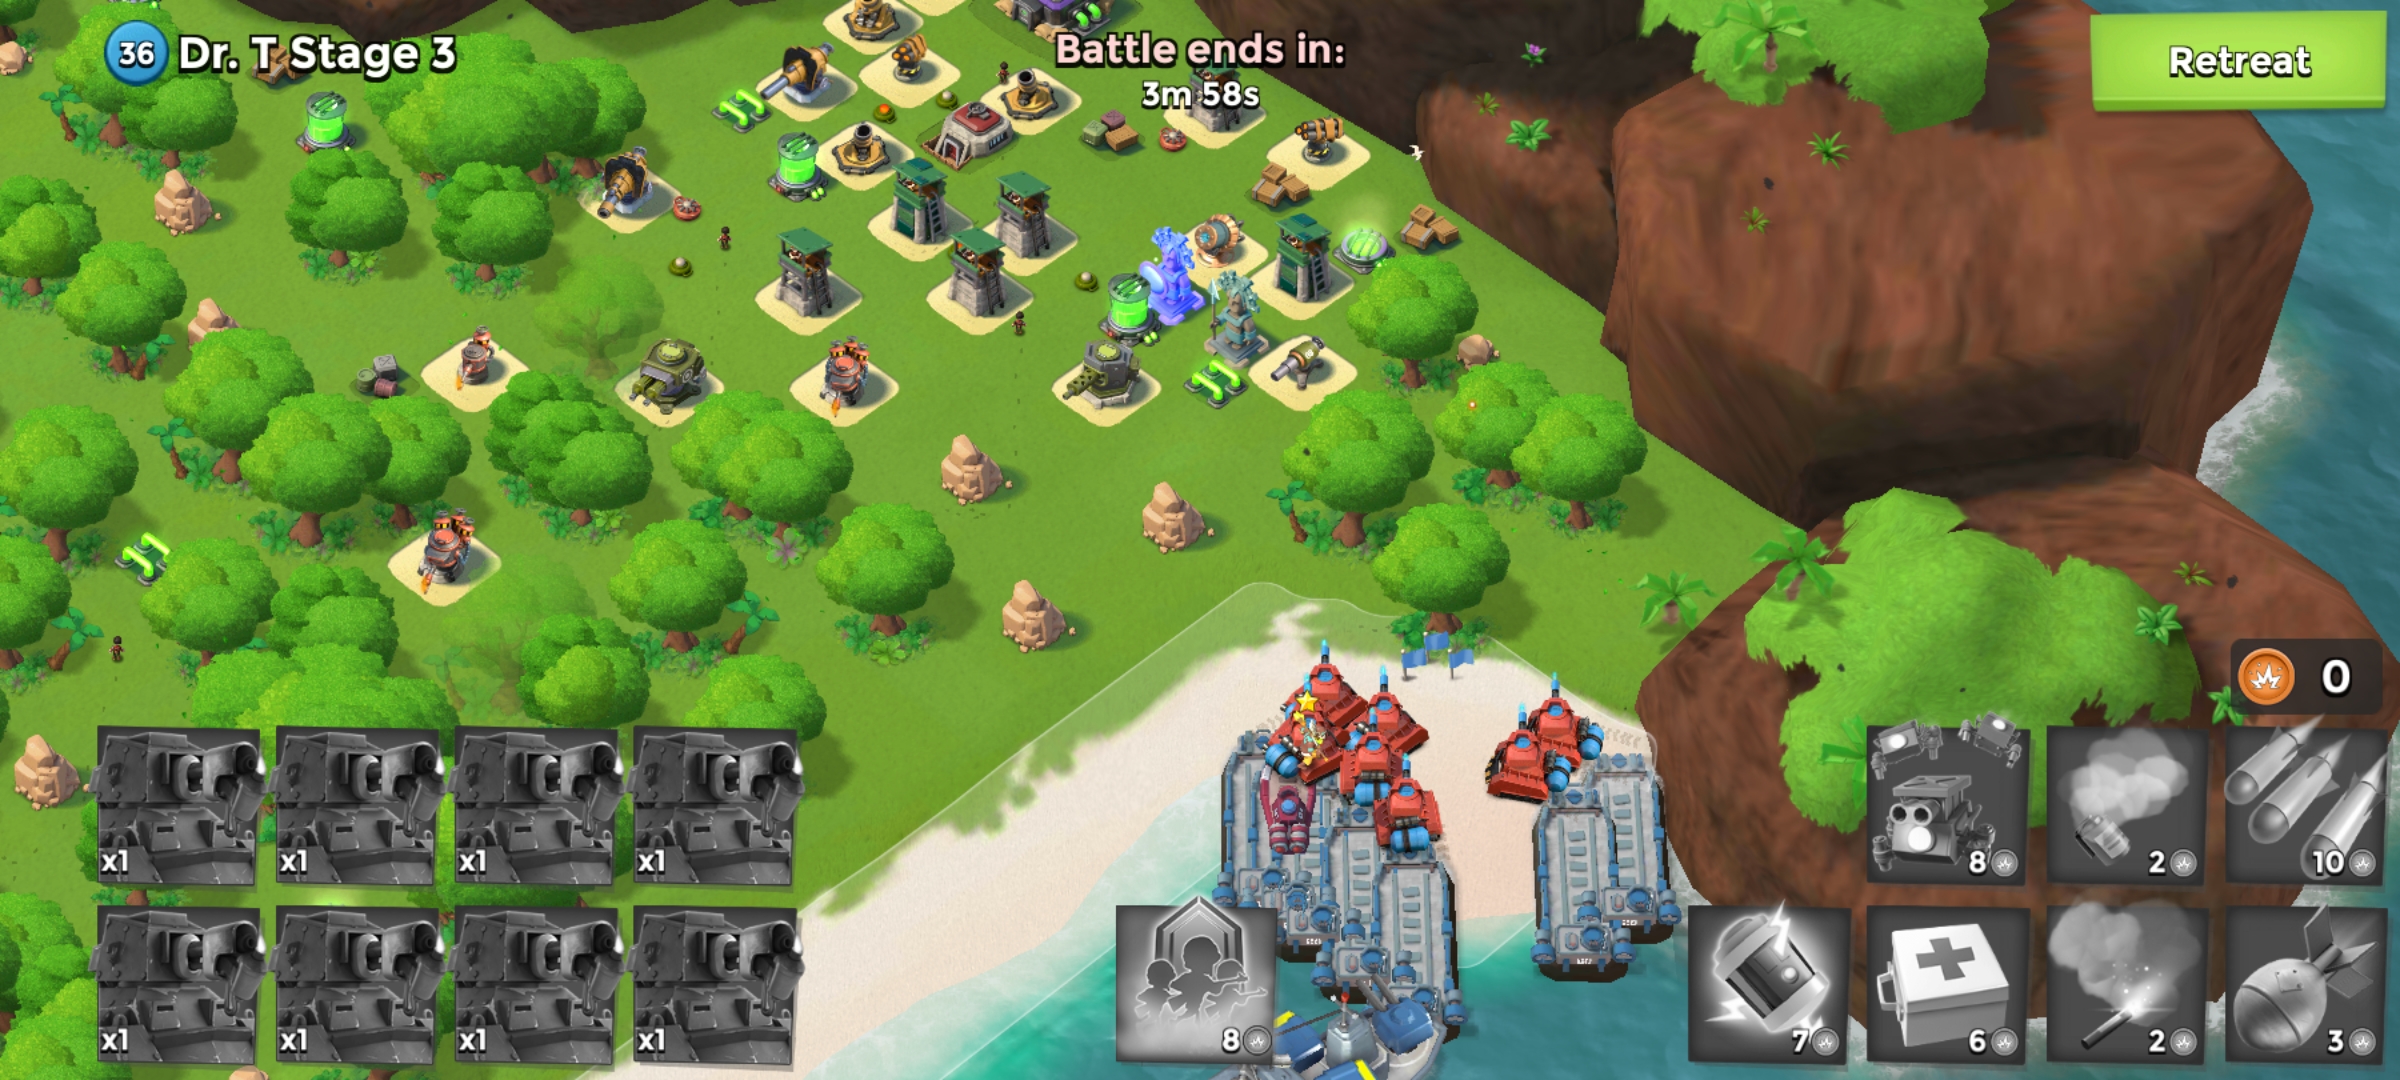 36 Dr. T Stage 3
Battle ends in:
3m 58s
Retreat
0
x1 x1 x1 x1
8 2 10
x1 x1 x1 x1
8 7 6 2 3